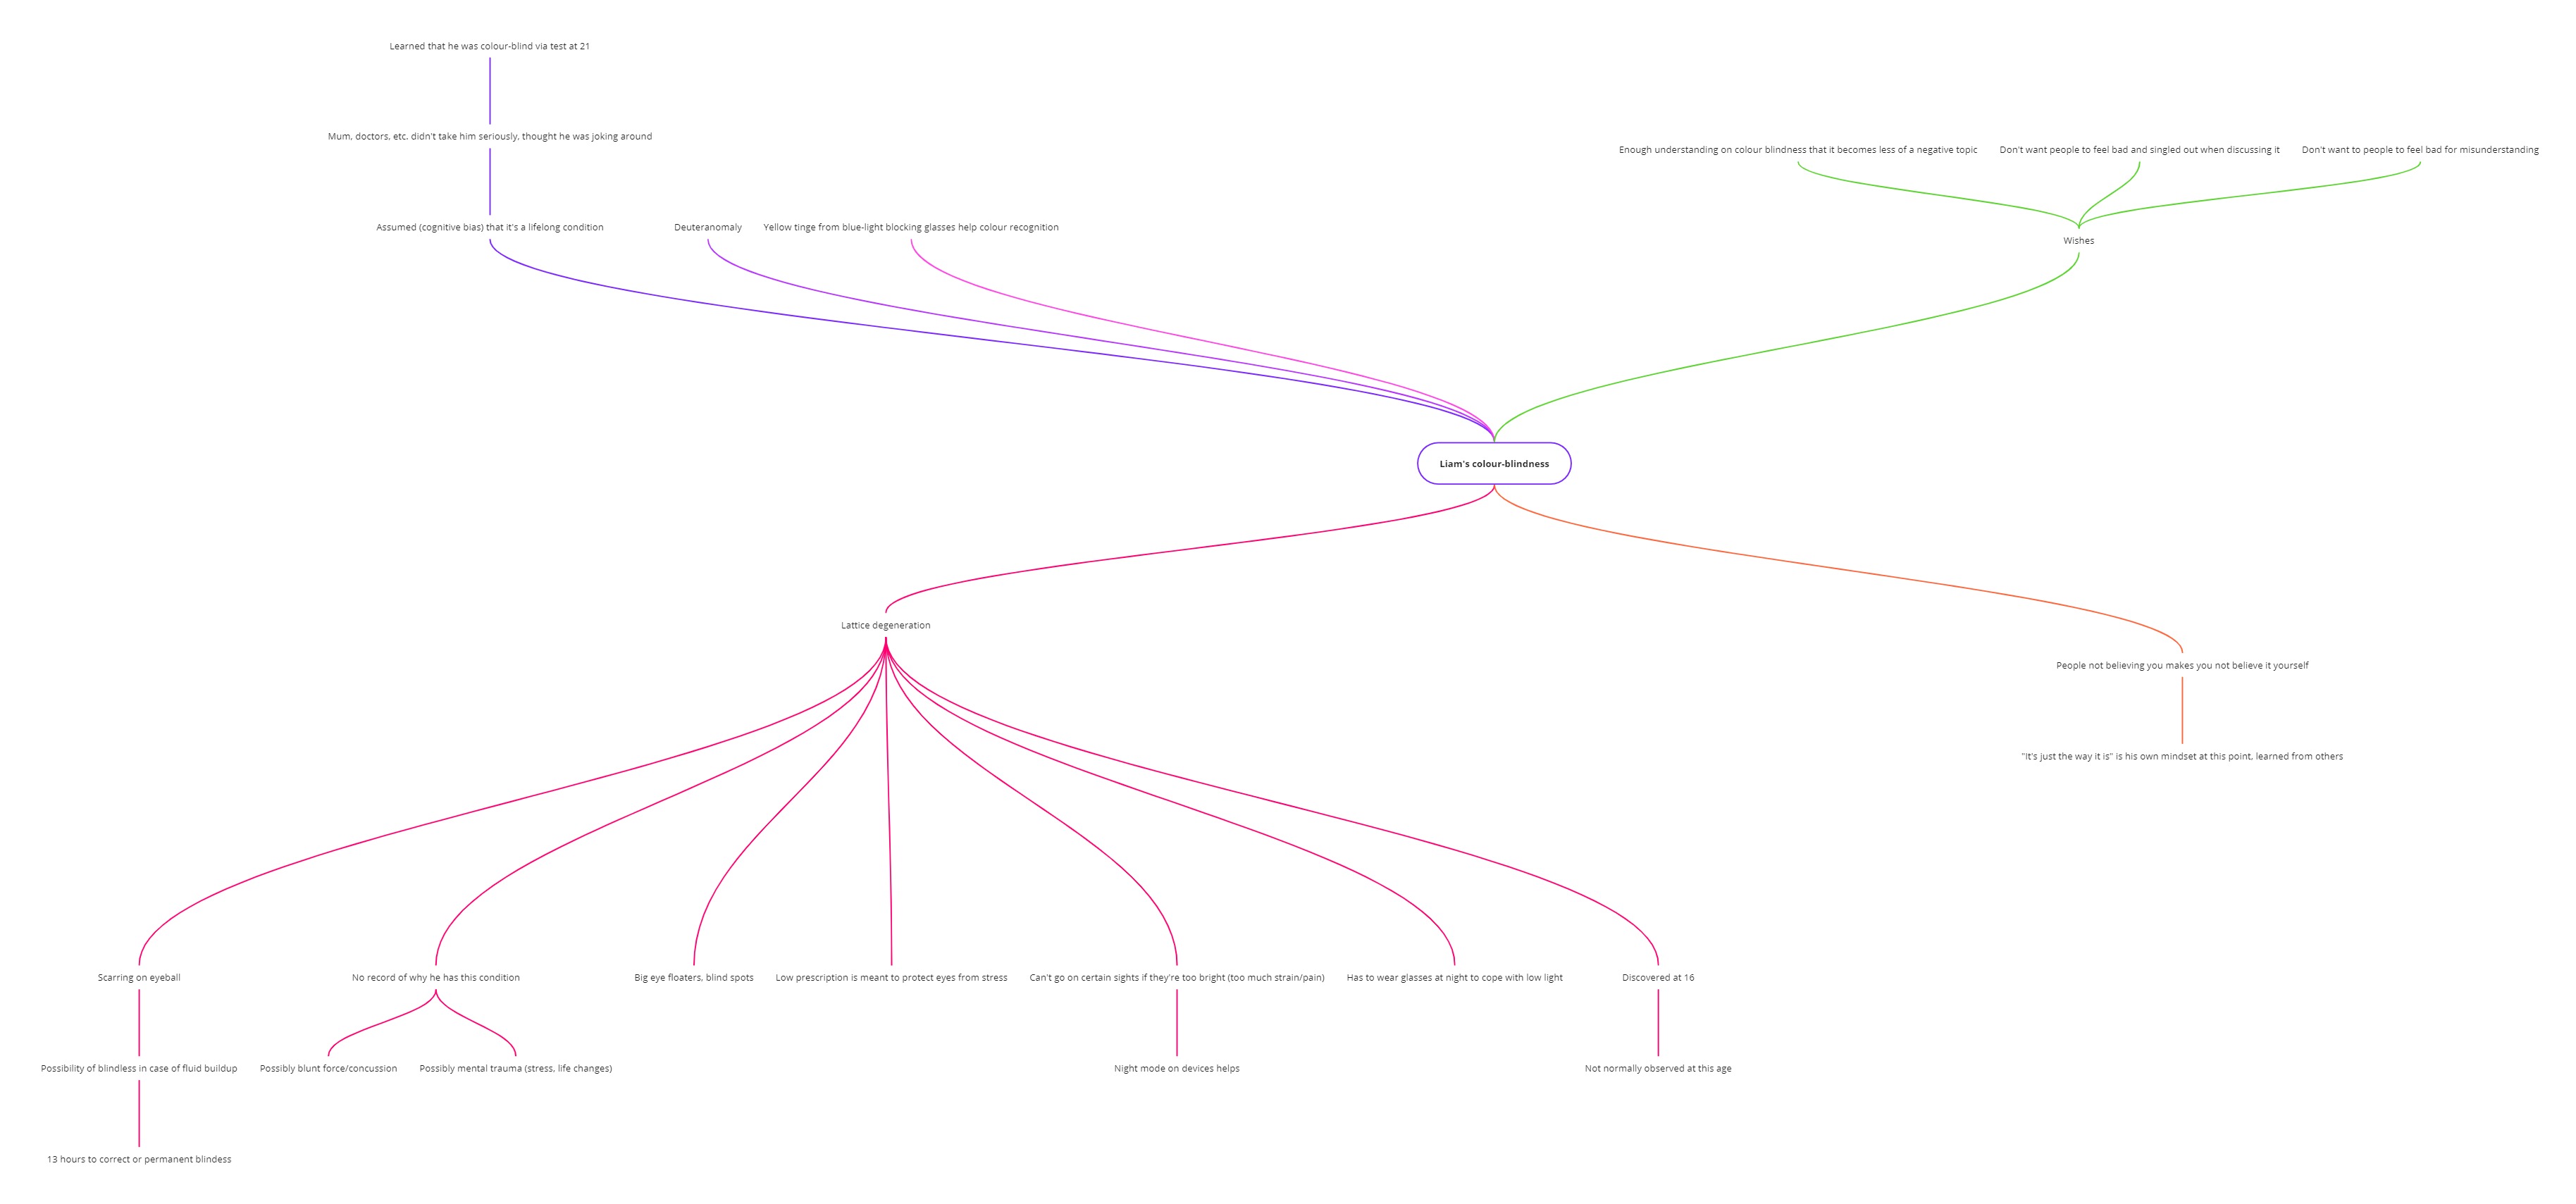 Learned that he was colour-blind via test at 21
Mum, doctors, etc. didn't take him seriously, thought he was joking around
Enough understanding on colour blindness that it becomes less of a negative topic
Don't want people to feel bad and singled out when discussing it
Don't want to people to feel bad for misunderstanding
Assumed (cognitive bias) that it's a lifelong condition
Deuteranomaly
Yellow tinge from blue-light blocking glasses help colour recognition
Wishes
Liam's colour-blindness
Lattice degeneration
People not believing you makes you not believe it yourself
"It's just the way it is" is his own mindset at this point, learned from others
Scarring on eyeball
No record of why he has this condition
Big eye floaters, blind spots
Low prescription is meant to protect eyes from stress
Can't go on certain sights if they're too bright (too much strain/pain)
Has to wear glasses at night to cope with low light
Discovered at 16
Possibility of blindless in case of fluid buildup
Possibly blunt force/concussion
Possibly mental trauma (stress, life changes)
Night mode on devices helps
Not normally observed at this age
13 hours to correct or permanent blindess